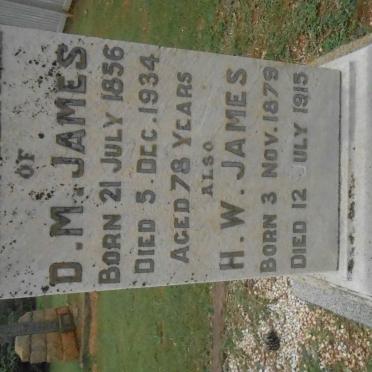 OF
D.M. JAMES
BORN 21 JULY 1856
DIED 5 DEC. 1934
AGED 78 YEARS
ALSO
H.W. JAMES
BORN 3 NOV. 1879
DIED 12 JULY 1915